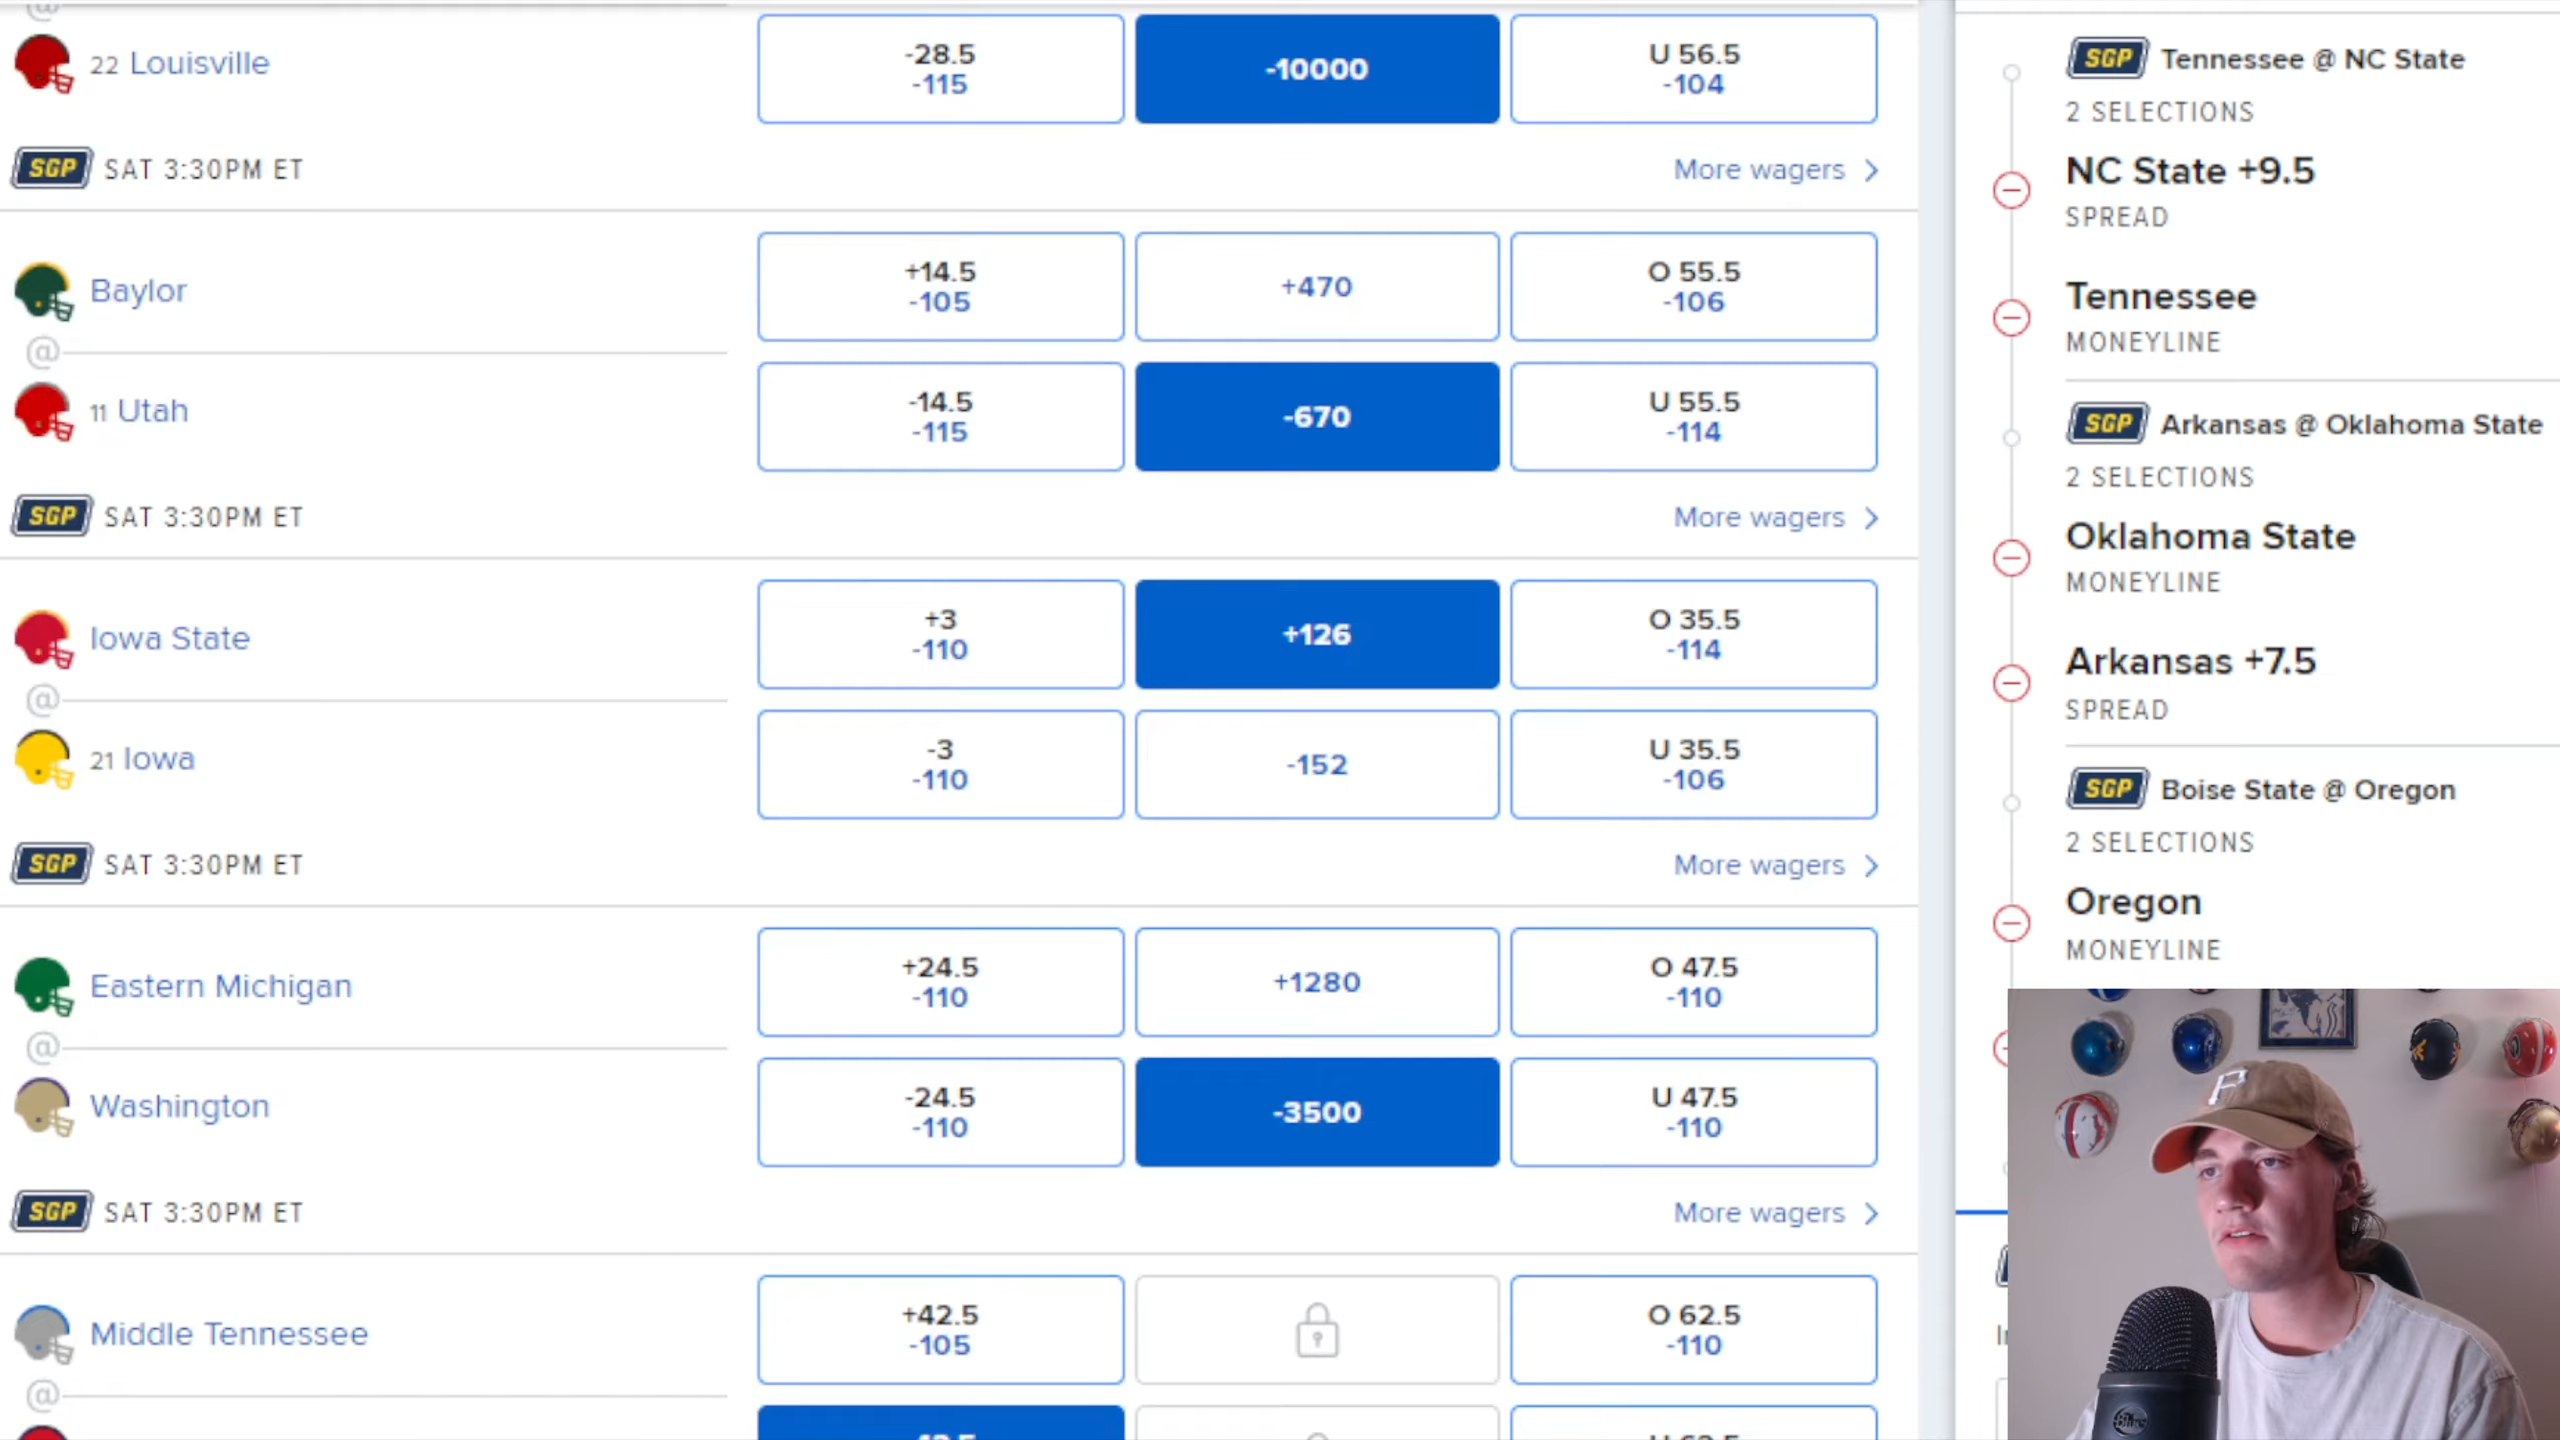 @
22 Louisville
-28.5
-115
-10000
U 56.5
-104
SGP SAT 3:30PM ET
More wagers >
Baylor
+14.5
-105
+470
O 55.5
-106
@
11 Utah
-14.5
-115
-670
U 55.5
-114
SGP SAT 3:30PM ET
More wagers >
Iowa State
+3
-110
+126
O 35.5
-114
@
21 Iowa
-3
-110
-152
U 35.5
-106
SGP SAT 3:30PM ET
More wagers >
Eastern Michigan
+24.5
-110
+1280
O 47.5
-110
@
Washington
-24.5
-110
-3500
U 47.5
-110
SGP SAT 3:30PM ET
More wagers >
Middle Tennessee
+42.5
-105
O 62.5
-110
@
SGP Tennessee @ NC State
2 SELECTIONS
NC State +9.5
SPREAD
Tennessee
MONEYLINE
SGP Arkansas @ Oklahoma State
2 SELECTIONS
Oklahoma State
MONEYLINE
Arkansas +7.5
SPREAD
SGP Boise State @ Oregon
2 SELECTIONS
Oregon
MONEYLINE